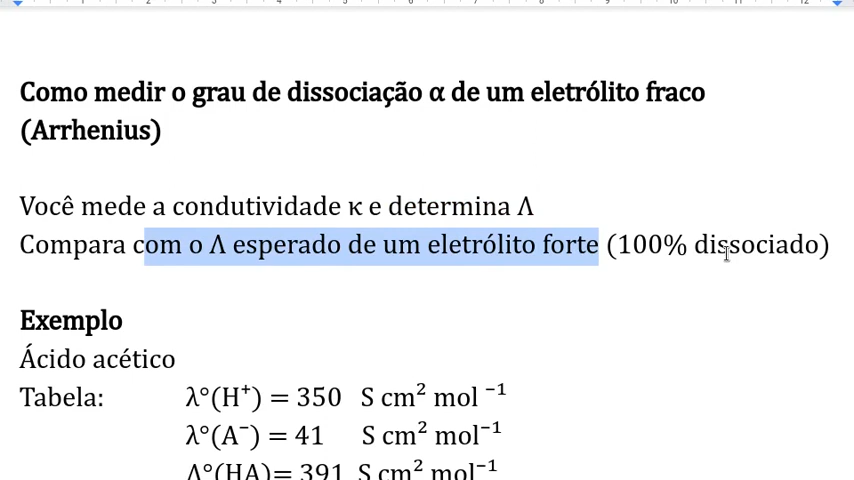 Como medir o grau de dissociação α de um eletrólito fraco
(Arrhenius)
Você mede a condutividade κ e determina Λ
Compara com o Λ esperado de um eletrólito forte (100% dissociado)
Exemplo
Ácido acético
Tabela: λ°(H⁺) = 350 S cm² mol ⁻¹
λ°(A⁻) = 41 S cm² mol⁻¹
Λ°(HA)= 391 S cm² mol⁻¹